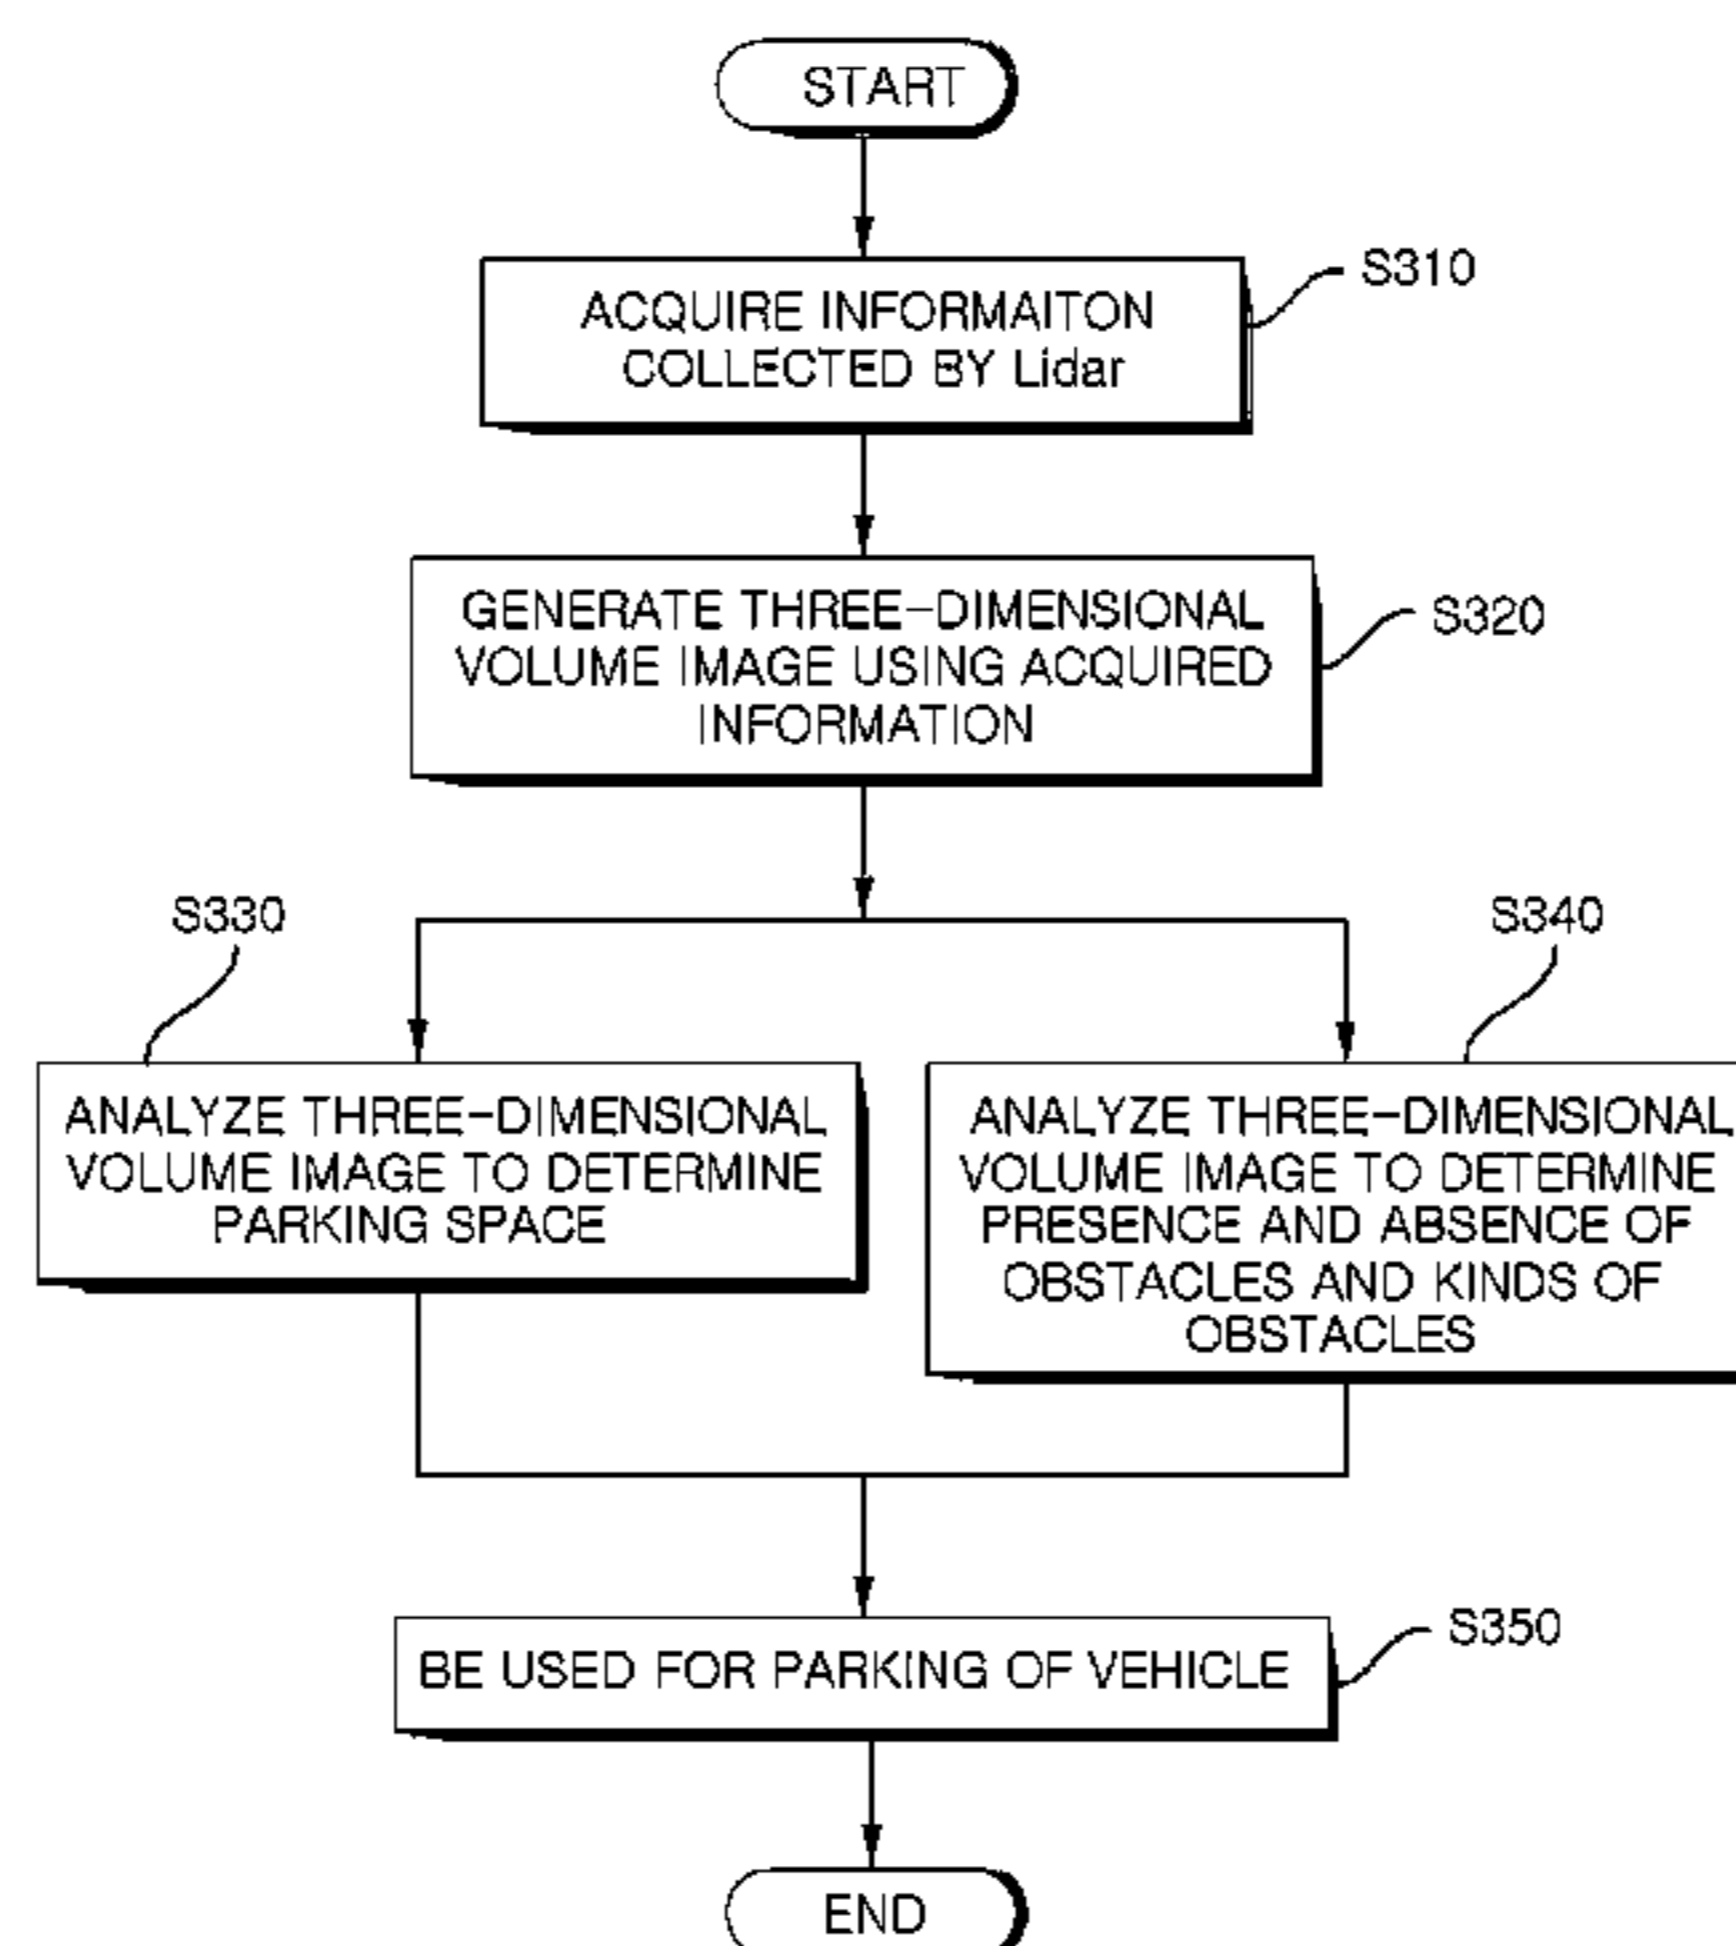 START
S310
ACQUIRE INFORMAITON
COLLECTED BY Lidar
S320
GENERATE THREE-DIMENSIONAL
VOLUME IMAGE USING ACQUIRED
INFORMATION
S330
ANALYZE THREE-DIMENSIONAL
VOLUME IMAGE TO DETERMINE
PARKING SPACE
S340
ANALYZE THREE-DIMENSIONAL
VOLUME IMAGE TO DETERMINE
PRESENCE AND ABSENCE OF
OBSTACLES AND KINDS OF
OBSTACLES
S350
BE USED FOR PARKING OF VEHICLE
END